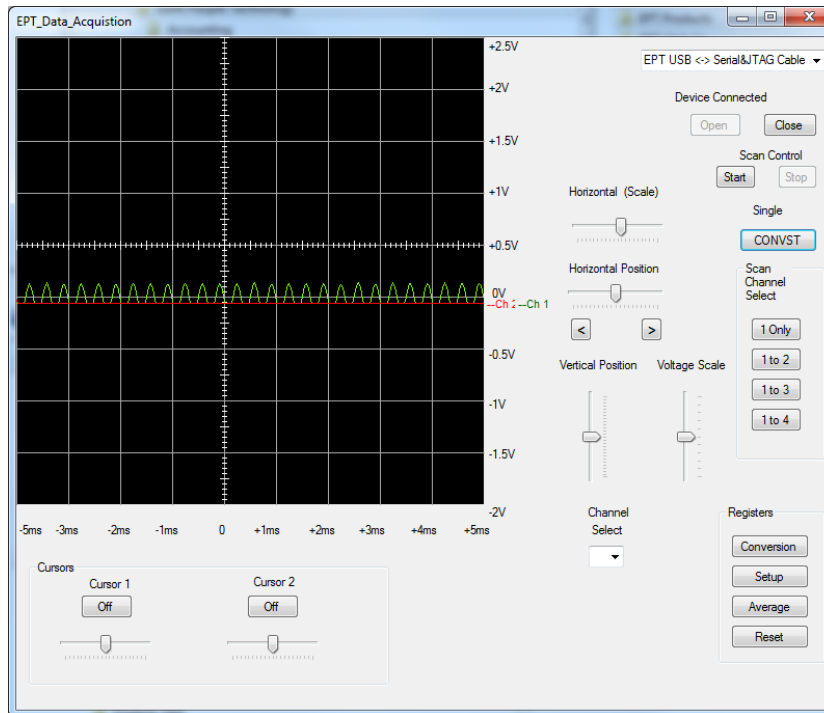 EPT_Data_Acquistion
Accounting
+2.5V
+2V
+1.5V
+1V
+0.5V
0V
--Ch 2 --Ch 1
-0.5V
-1V
-1.5V
-2V
-5ms -3ms -2ms -1ms 0 +1ms +2ms +3ms +5ms
EPT USB <-> Serial&JTAG Cable
Device Connected
Open Close
Scan Control
Start Stop
Horizontal (Scale)
Single
CONVST
Horizontal Position
< >
Scan
Channel
Select
1 Only
1 to 2
1 to 3
1 to 4
Vertical Position Voltage Scale
Channel
Select
Registers
Conversion
Setup
Average
Reset
Cursors
Cursor 1 Cursor 2
Off Off